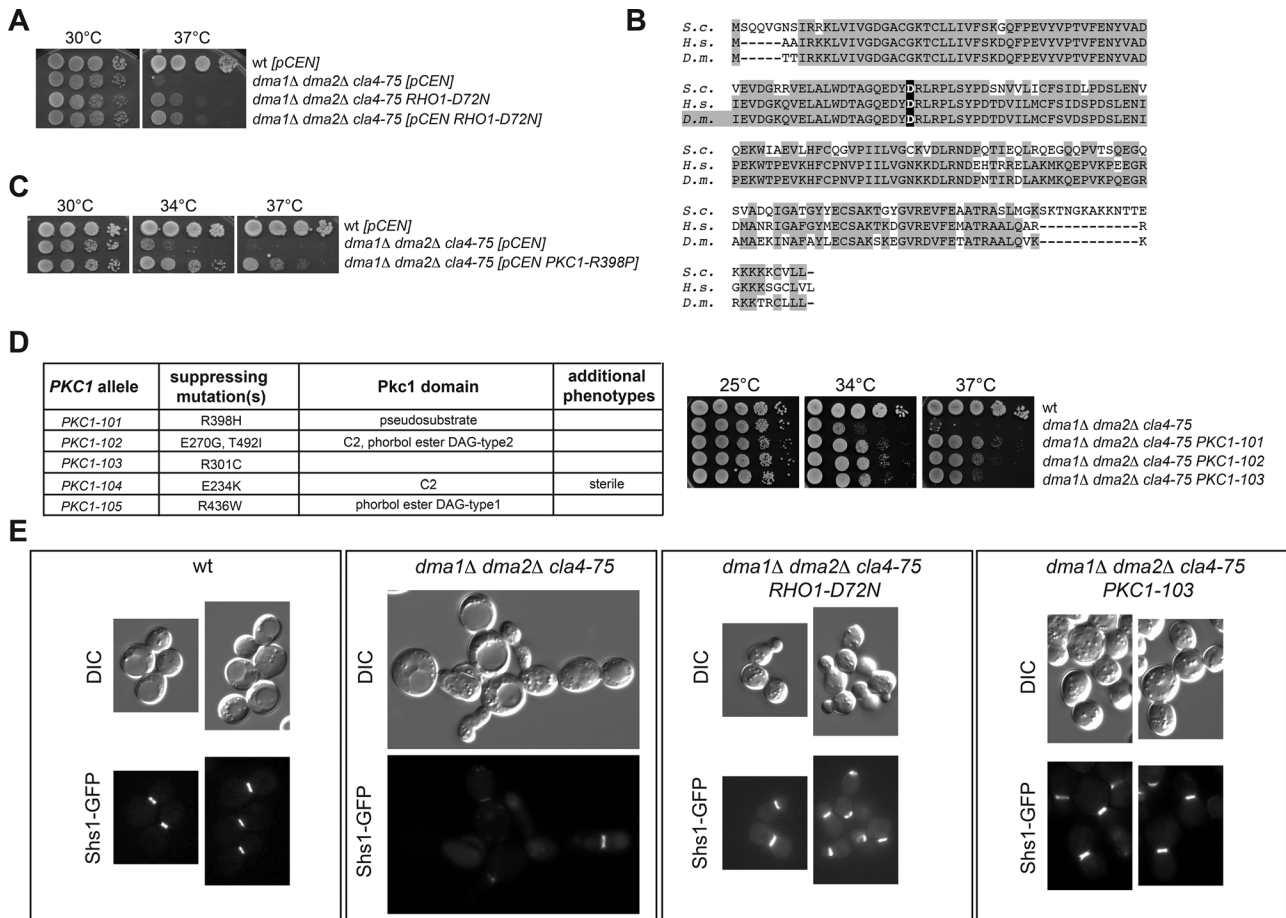 A
30°C 37°C
wt [pCEN]
dma1Δ dma2Δ cla4-75 [pCEN]
dma1Δ dma2Δ cla4-75 RHO1-D72N
dma1Δ dma2Δ cla4-75 [pCEN RHO1-D72N]
B
S.c. MSQQVGNSIRRKLVIVGDGACGKTCLLIVFSKGQFPEVYVPTVFENYVAD
H.s. M-----AAIRKKLVIVGDGACGKTCLLIVFSKDQFPEVYVPTVFENYVAD
D.m. M-----TTIRKKLVIVGDGACGKTCLLIVFSKDQFPEVYVPTVFENYVAD
S.c. VEVDGRRVELALWDTAGQEDYDRLRPLSYPDSNVVLICFSIDLPDSLENV
H.s. IEVDGKQVELALWDTAGQEDYDRLRPLSYPDTDVILMCFSIDSPDSLENI
D.m. IEVDGKQVELALWDTAGQEDYDRLRPLSYPDTDVILMCFSVDSPDSLENI
S.c. QEKWIAEVLHFCQGVPIILVGCKVDLRNDPQTIEQLRQEGQQPVTSQEGQ
H.s. PEKWTPEVKHFCPNVPIILVGNKKDLRNDEHTRRELAKMKQEPVKPEEGR
D.m. PEKWTPEVKHFCPNVPIILVGNKKDLRNDPNTIRDLAKMKQEPVKPQEGR
S.c. SVADQIGATGYYECSAKTGYGVREVFEAATRASLMGKSKTNGKAKKNTTE
H.s. DMANRIGAFGYMECSAKTKDGVREVFEMATRAALQAR-----------R
D.m. AMAEKINAFAYLECSAKSKEGVRDVFETATRAALQVK-----------K
S.c. KKKKKCVLL-
H.s. GKKKSGCLVL
D.m. RKKTRCLLL-
C
30°C 34°C 37°C
wt [pCEN]
dma1Δ dma2Δ cla4-75 [pCEN]
dma1Δ dma2Δ cla4-75 [pCEN PKC1-R398P]
D
PKC1 allele suppressing mutation(s) Pkc1 domain additional phenotypes
PKC1-101 R398H pseudosubstrate
PKC1-102 E270G, T492I C2, phorbol ester DAG-type2
PKC1-103 R301C
PKC1-104 E234K C2 sterile
PKC1-105 R436W phorbol ester DAG-type1
25°C 34°C 37°C
wt
dma1Δ dma2Δ cla4-75
dma1Δ dma2Δ cla4-75 PKC1-101
dma1Δ dma2Δ cla4-75 PKC1-102
dma1Δ dma2Δ cla4-75 PKC1-103
E
wt
DIC
Shs1-GFP
dma1Δ dma2Δ cla4-75
dma1Δ dma2Δ cla4-75
RHO1-D72N
DIC
Shs1-GFP
dma1Δ dma2Δ cla4-75
PKC1-103
DIC
Shs1-GFP